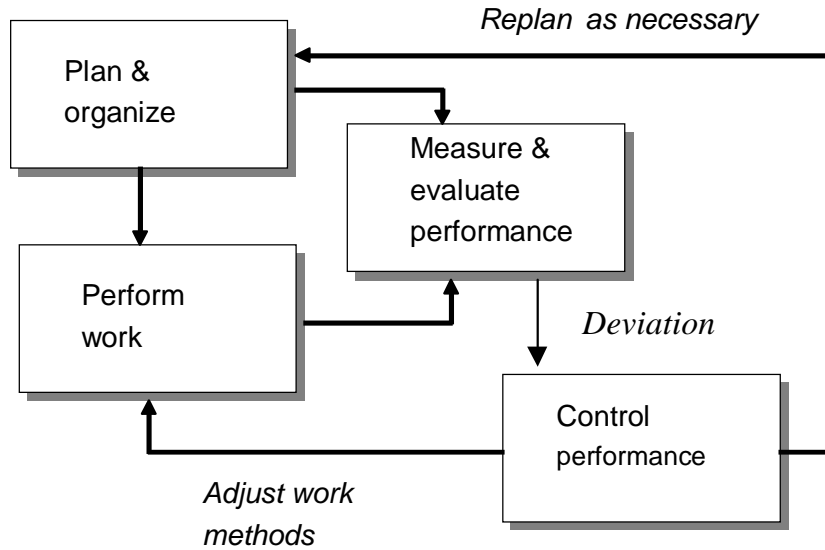 Replan as necessary
Plan &
organize
Measure &
evaluate
performance
Perform
work
Deviation
Control
performance
Adjust work
methods